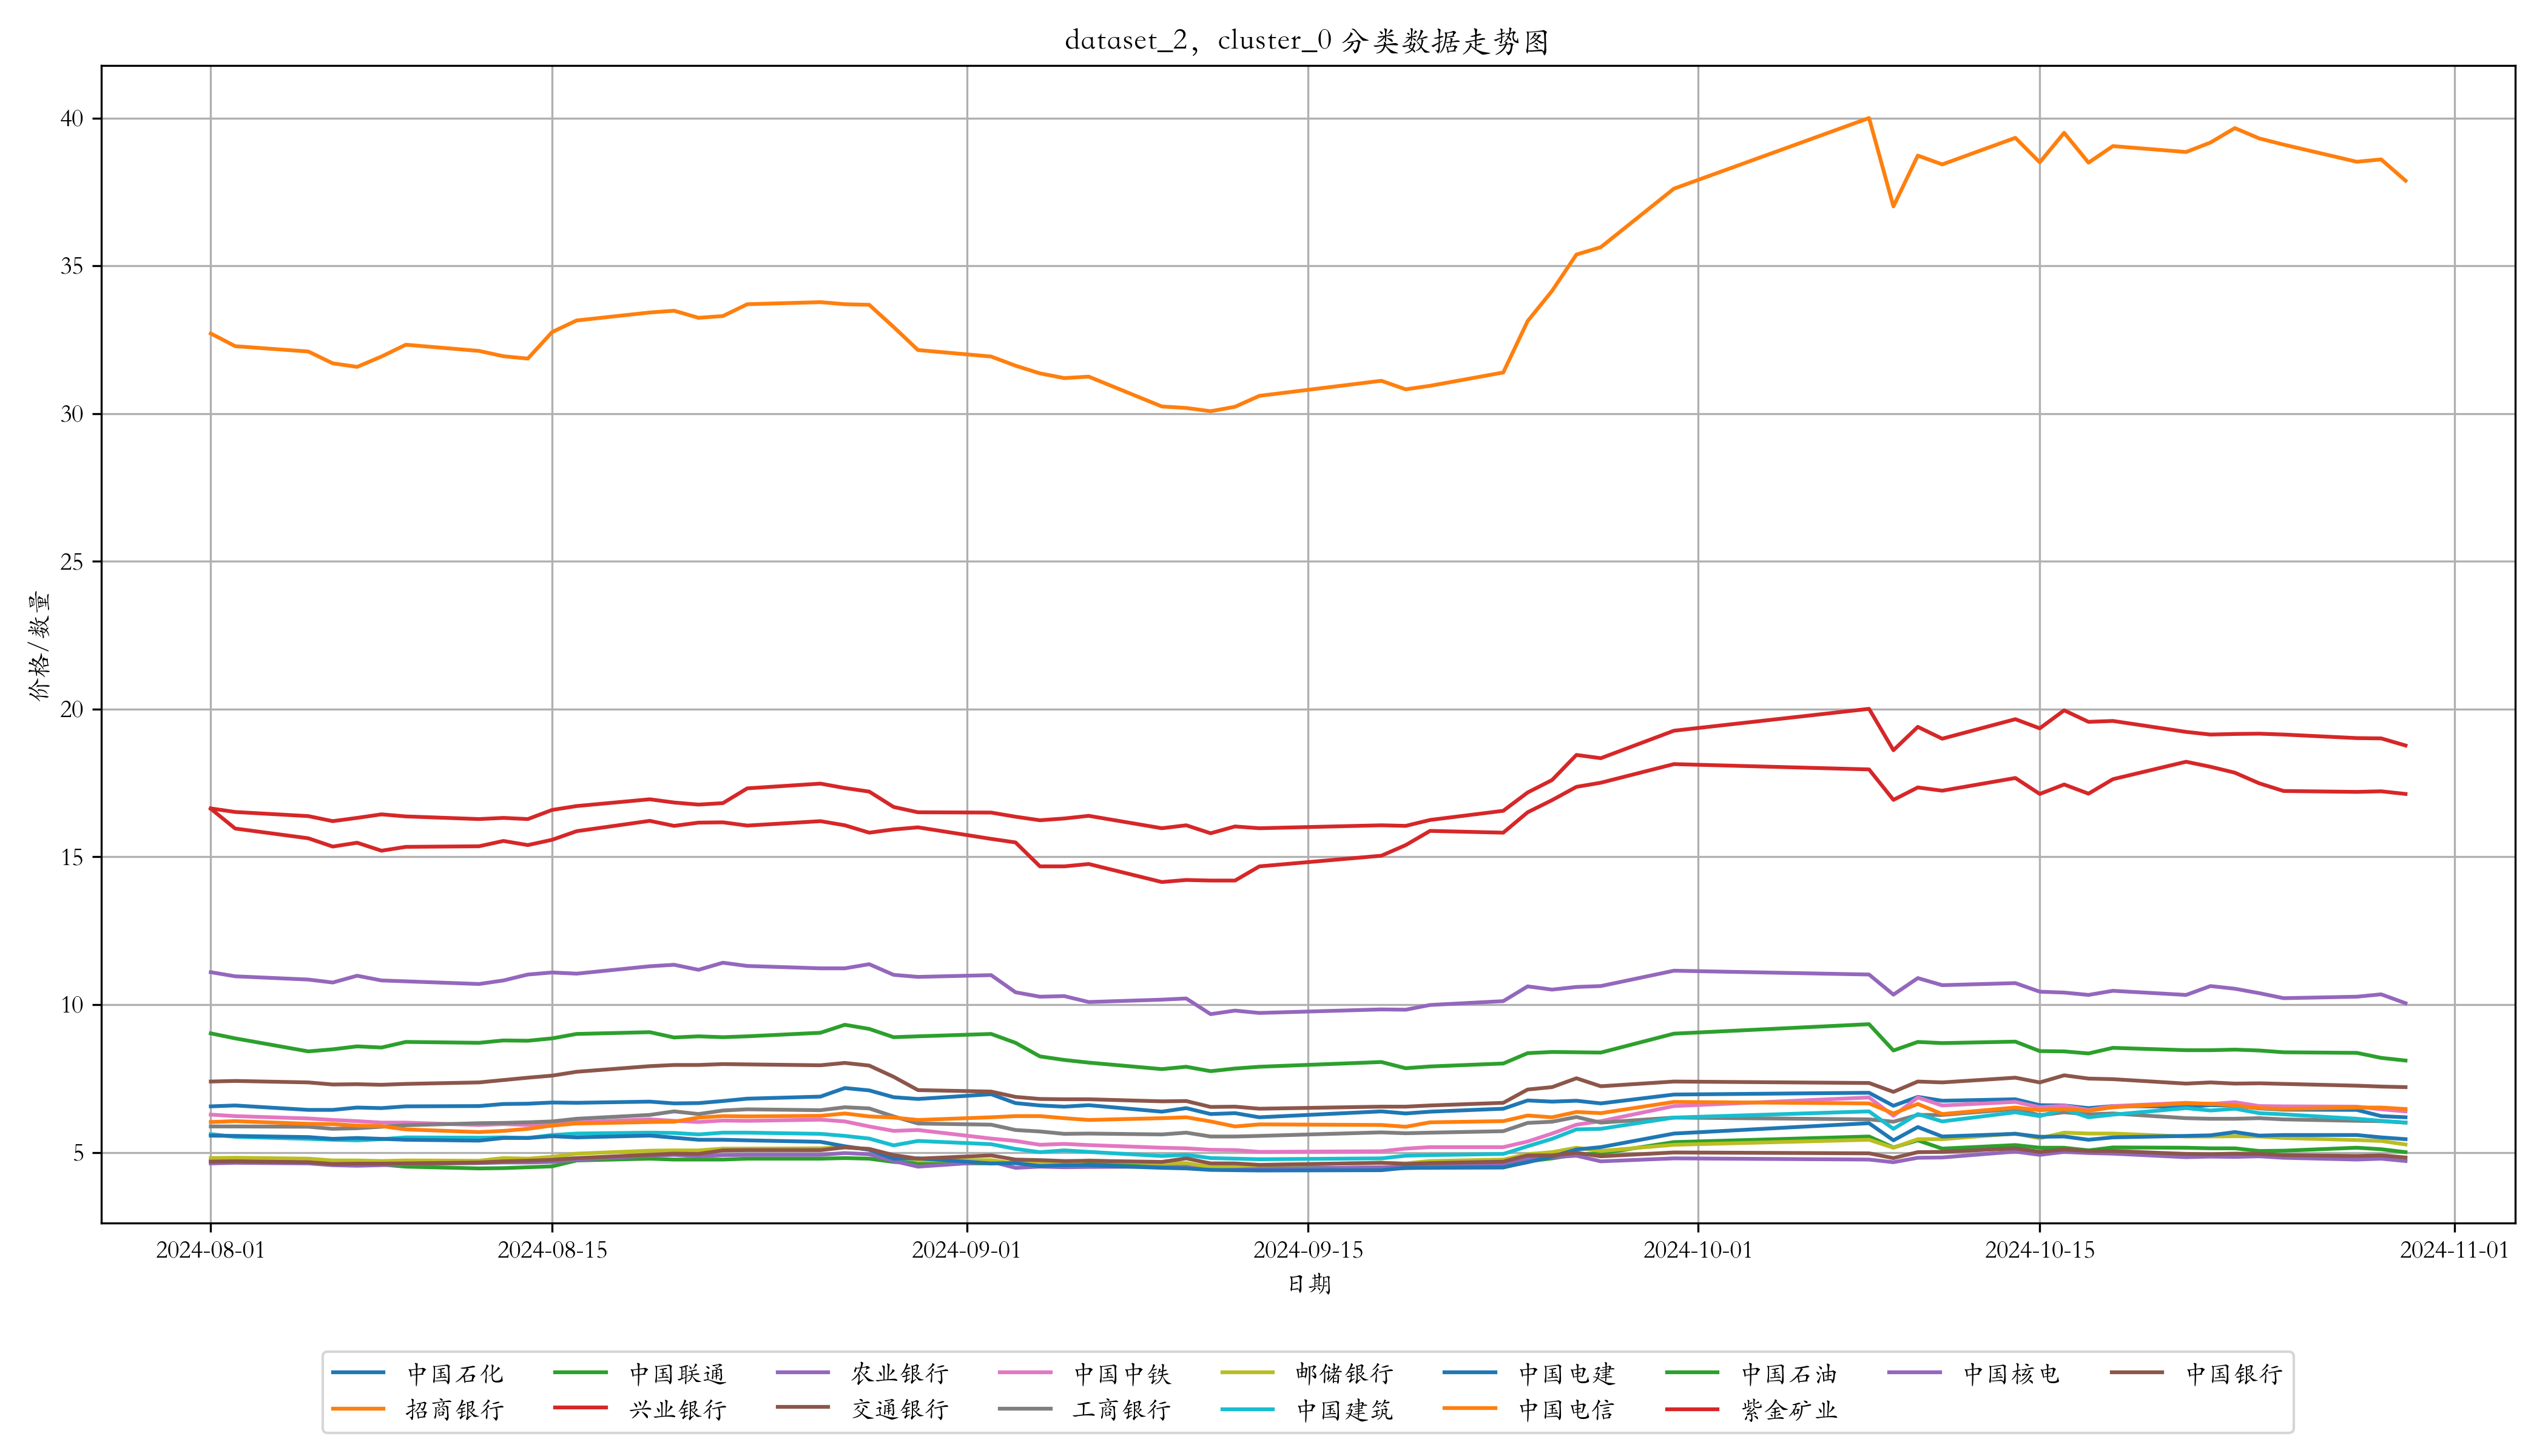 dataset_2，cluster_0 分类数据走势图
40
35
30
25
20
15
10
5
价格/数量
2024-08-01 2024-08-15 2024-09-01 2024-09-15 2024-10-01 2024-10-15 2024-11-01
日期
中国石化 中国联通 农业银行 中国中铁 邮储银行 中国电建 中国石油 中国核电 中国银行
招商银行 兴业银行 交通银行 工商银行 中国建筑 中国电信 紫金矿业